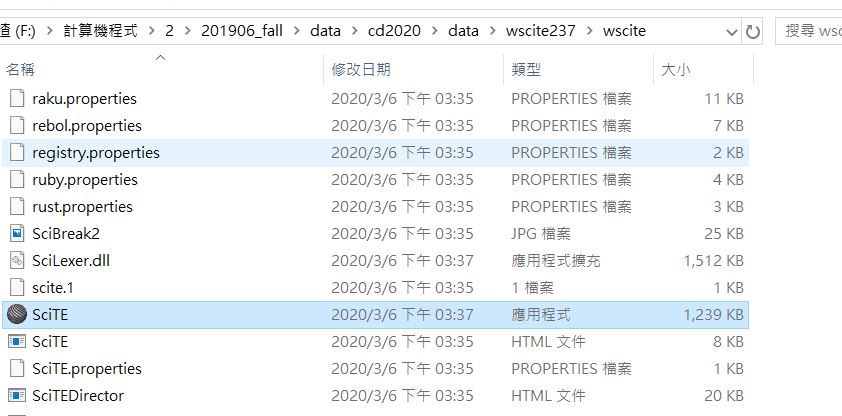 渣 (F:) > 計算機程式 > 2 > 201906_fall > data > cd2020 > data > wscite237 > wscite 搜尋 wsc
名稱 修改日期 類型 大小
raku.properties 2020/3/6 下午 03:35 PROPERTIES 檔案 11 KB
rebol.properties 2020/3/6 下午 03:35 PROPERTIES 檔案 7 KB
registry.properties 2020/3/6 下午 03:35 PROPERTIES 檔案 2 KB
ruby.properties 2020/3/6 下午 03:35 PROPERTIES 檔案 4 KB
rust.properties 2020/3/6 下午 03:35 PROPERTIES 檔案 3 KB
SciBreak2 2020/3/6 下午 03:35 JPG 檔案 25 KB
SciLexer.dll 2020/3/6 下午 03:37 應用程式擴充 1,512 KB
scite.1 2020/3/6 下午 03:35 1 檔案 1 KB
SciTE 2020/3/6 下午 03:37 應用程式 1,239 KB
SciTE 2020/3/6 下午 03:35 HTML 文件 8 KB
SciTE.properties 2020/3/6 下午 03:35 PROPERTIES 檔案 1 KB
SciTEDirector 2020/3/6 下午 03:35 HTML 文件 20 KB